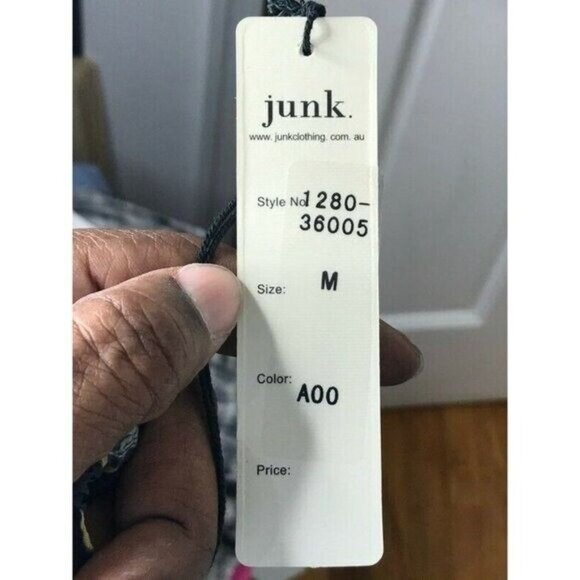 junk.
www. junkclothing. com. au
Style No 1280-
36005
Size: M
Color: A00
Price: